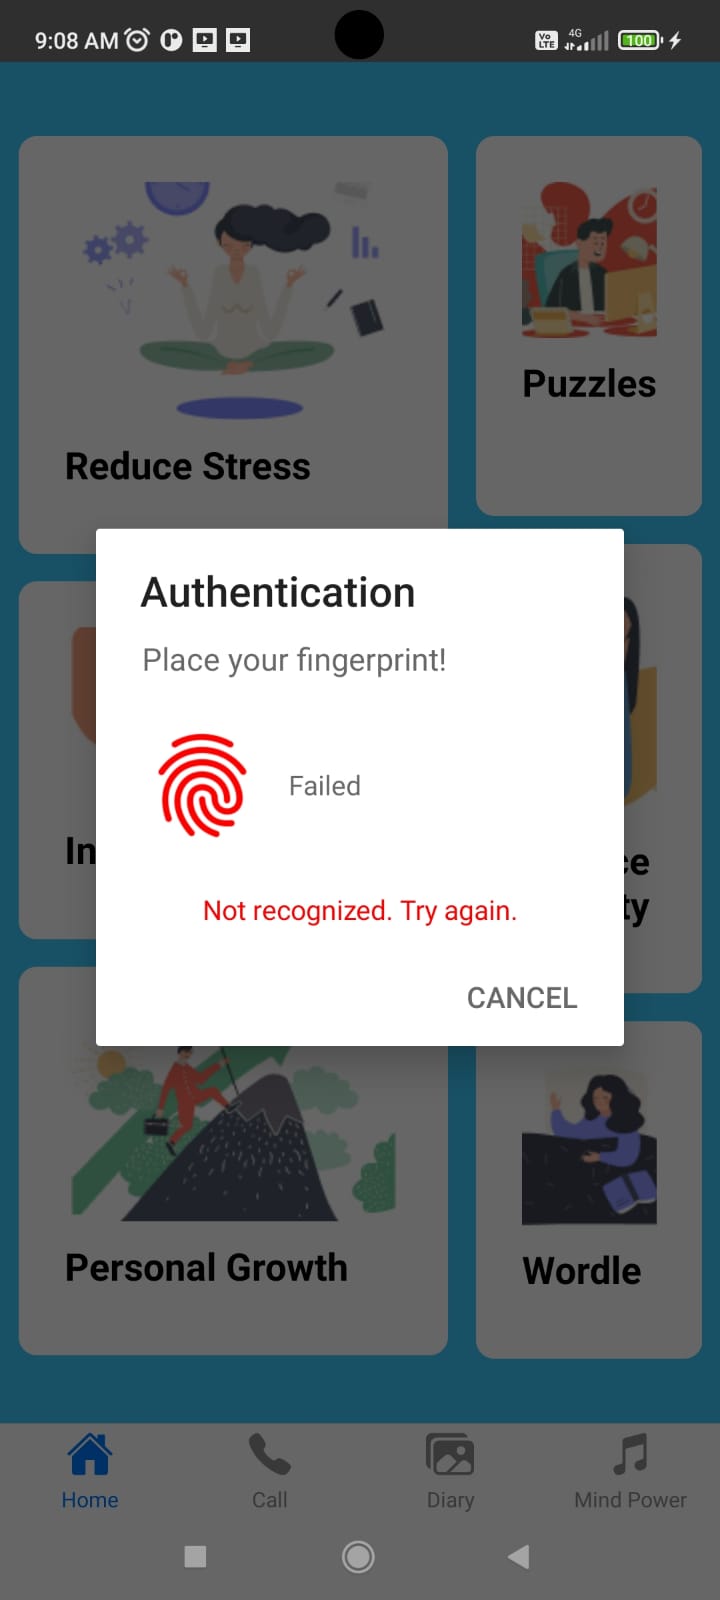 9:08 AM
Vo LTE
4G
100
Reduce Stress
Puzzles
Authentication
Place your fingerprint!
Failed
Not recognized. Try again.
CANCEL
In
ce
ty
Personal Growth
Wordle
Home
Call
Diary
Mind Power